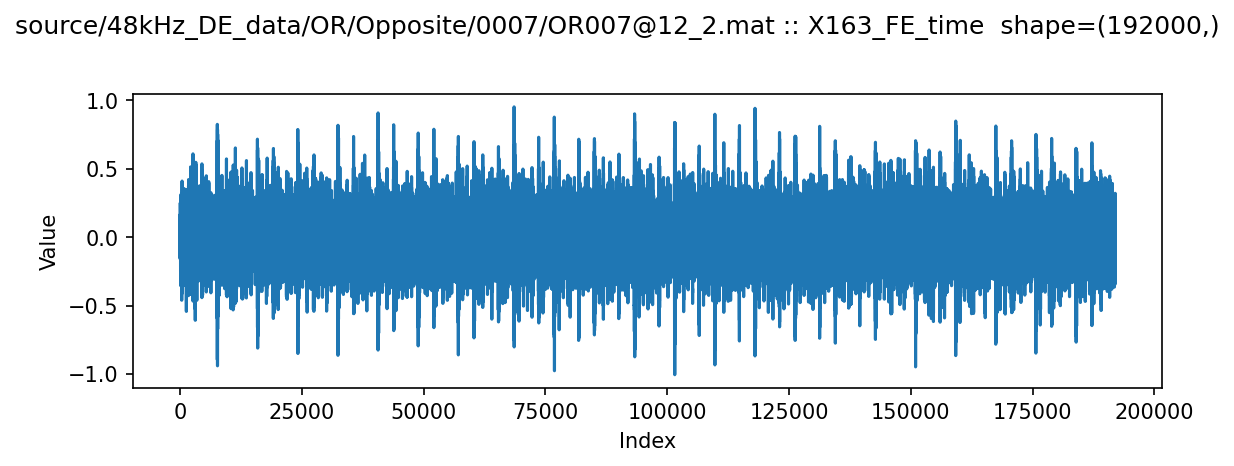 source/48kHz_DE_data/OR/Opposite/0007/OR007@12_2.mat :: X163_FE_time  shape=(192000,)
1.0
0.5
0.0
−0.5
−1.0
Value
0 25000 50000 75000 100000 125000 150000 175000 200000
Index